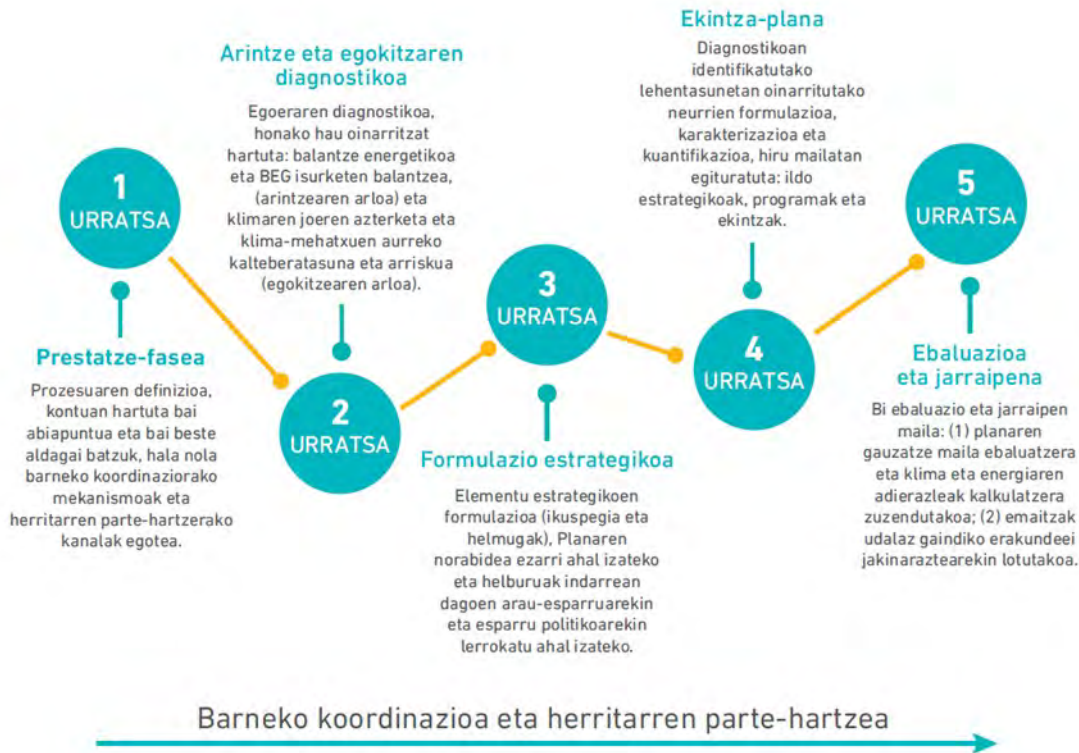 1
URRATSA
Prestatze-fasea
Prozesuaren definizioa,
kontuan hartuta bai
abiapuntua eta bai beste
aldagai batzuk, hala nola
barneko koordinaziorako
mekanismoak eta
herritarren parte-hartzerako
kanalak egotea.
Arintze eta egokitzaren
diagnostikoa
Egoeraren diagnostikoa,
honako hau oinarritzat
hartuta: balantze energetikoa
eta BEG isurketen balantzea,
(arintzearen arloa) eta
klimaren joeren azterketa eta
klima-mehatxuen aurreko
kalteberatasuna eta arriskua
(egokitzearen arloa).
2
URRATSA
3
URRATSA
Formulazio estrategikoa
Elementu estrategikoen
formulazioa (ikuspegia eta
helmugak), Planaren
norabidea ezarri ahal izateko
eta helburuak indarrean
dagoen arau-esparruarekin
eta esparru politikoarekin
lerrokatu ahal izateko.
Ekintza-plana
Diagnostikoan
identifikatutako
lehentasunetan oinarritutako
neurrien formulazioa,
karakterizazioa eta
kuantifikazioa, hiru mailatan
egituratuta: ildo
estrategikoak, programak eta
ekintzak.
4
URRATSA
5
URRATSA
Ebaluazioa
eta jarraipena
Bi ebaluazio eta jarraipen
maila: (1) planaren
gauzatze maila ebaluatzera
eta klima eta energiaren
adierazleak kalkulatzera
zuzendutakoa; (2) emaitzak
udalaz gaindiko erakundeei
jakinaraztearekin lotutakoa.
Barneko koordinazioa eta herritarren parte-hartzea